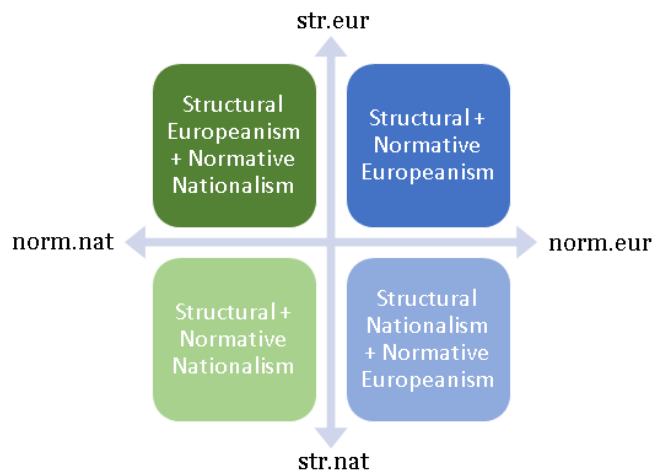 str.eur
Structural
Europeanism
+ Normative
Nationalism
Structural +
Normative
Europeanism
norm.nat
norm.eur
Structural +
Normative
Nationalism
Structural
Nationalism
+ Normative
Europeanism
str.nat